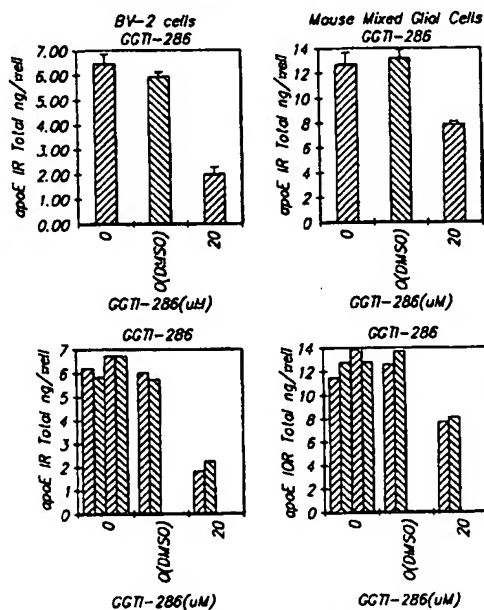 BV-2 cells
GGTI-286
apoE IR Total ng/well
7.00
6.00
5.00
4.00
3.00
2.00
1.00
0.00
0
0(DMSO)
20
GGTI-286(uM)
Mouse Mixed Glial Cells
GGTI-286
apoE IR Total ng/well
14
12
10
8
6
4
2
0
0
0(DMSO)
20
GGTI-286(uM)
GGTI-286
apoE IR Total ng/well
7
6
5
4
3
2
1
0
0
0(DMSO)
20
GGTI-286(uM)
GGTI-286
apoE IQR Total ng/well
14
12
10
8
6
4
2
0
0
0(DMSO)
20
GGTI-286(uM)